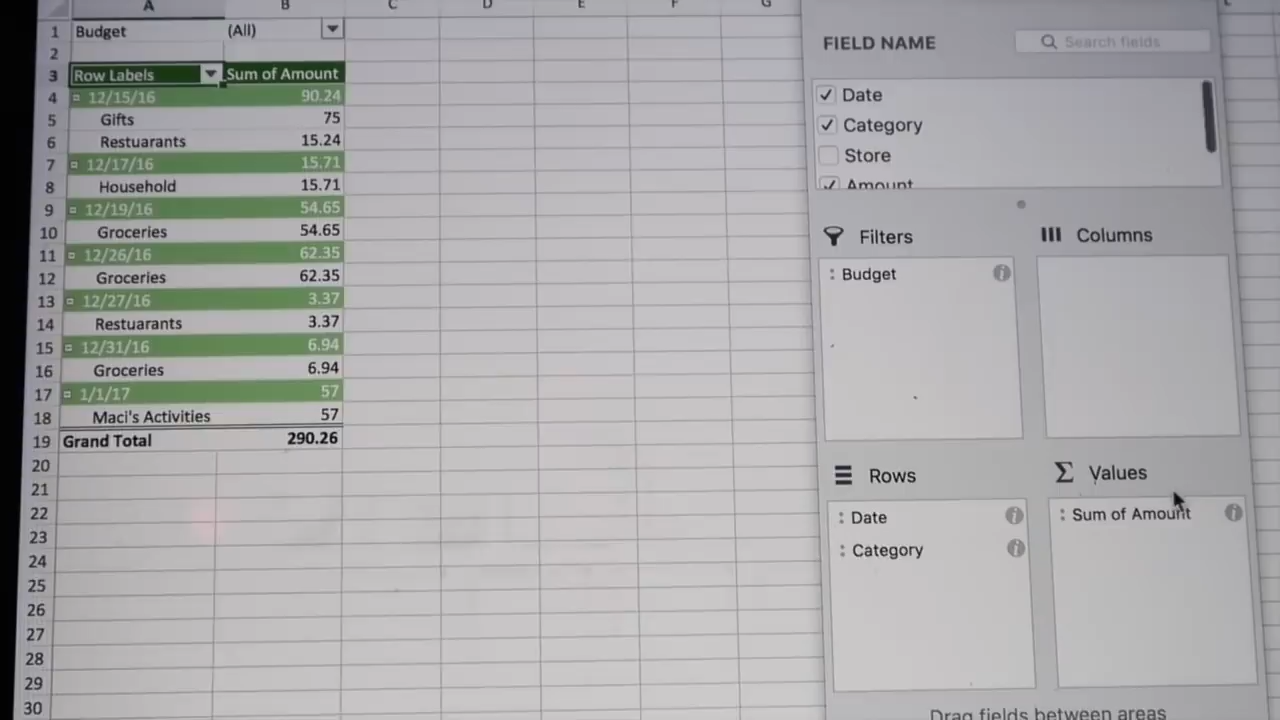 A B C D E F G
1 Budget (All)
2
3 Row Labels Sum of Amount
4 12/15/16 90.24
5 Gifts 75
6 Restuarants 15.24
7 12/17/16 15.71
8 Household 15.71
9 12/19/16 54.65
10 Groceries 54.65
11 12/26/16 62.35
12 Groceries 62.35
13 12/27/16 3.37
14 Restuarants 3.37
15 12/31/16 6.94
16 Groceries 6.94
17 1/1/17 57
18 Maci's Activities 57
19 Grand Total 290.26
20
21
22
23
24
25
26
27
28
29
30
FIELD NAME
Search fields
Date
Category
Store
Amount
Filters
Budget
Columns
Rows
Date
Category
Σ Values
Sum of Amount
Drag fields between areas